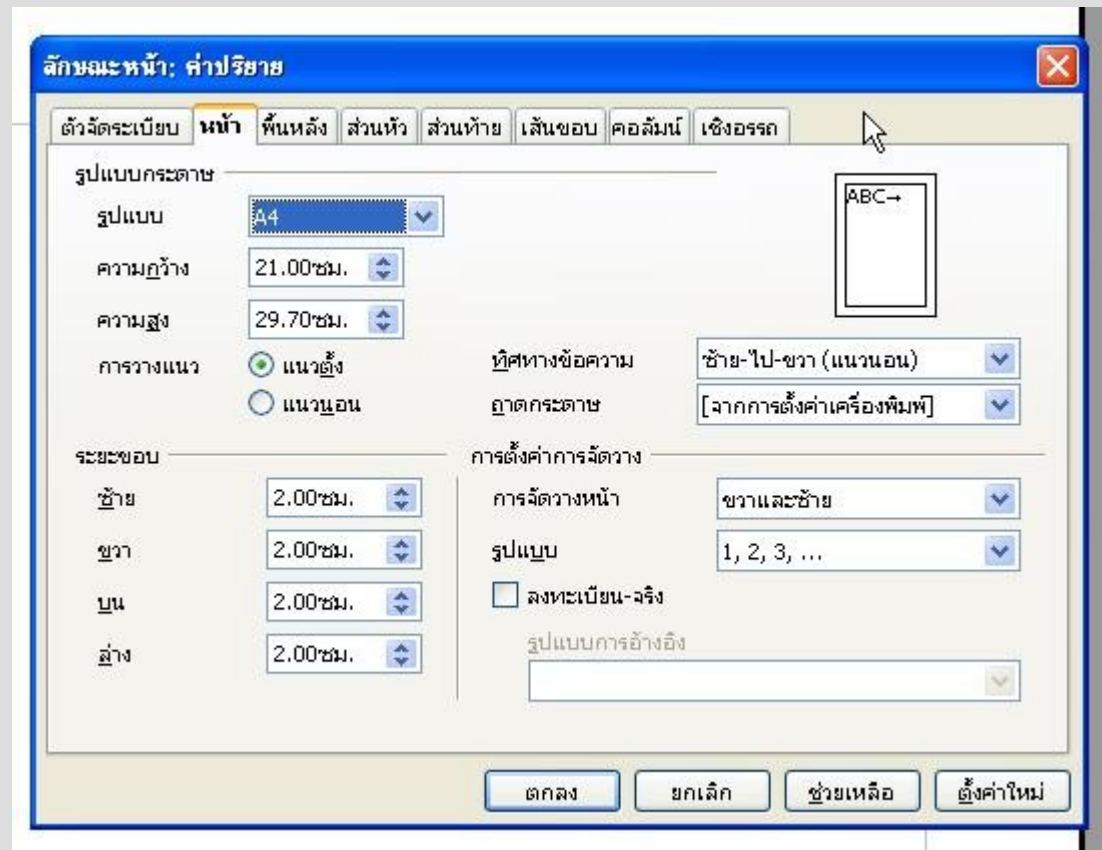 ลักษณะหน้า: ค่าปริยาย
ตัวจัดระเบียบ หน้า พื้นหลัง ส่วนหัว ส่วนท้าย เส้นขอบ คอลัมน์ เชิงอรรถ
รูปแบบกระดาษ
ABC→
รูปแบบ A4
ความกว้าง 21.00ซม.
ความสูง 29.70ซม.
การวางแนว แนวตั้ง ทิศทางข้อความ ซ้าย-ไป-ขวา (แนวนอน)
แนวนอน ถาดกระดาษ [จากการตั้งค่าเครื่องพิมพ์]
ระยะขอบ การตั้งค่าการจัดวาง
ซ้าย 2.00ซม. การจัดวางหน้า ขวาและซ้าย
ขวา 2.00ซม. รูปแบบ 1, 2, 3, ...
บน 2.00ซม. ลงทะเบียน-จริง
ล่าง 2.00ซม. รูปแบบการอ้างอิง
ตกลง ยกเลิก ช่วยเหลือ ตั้งค่าใหม่